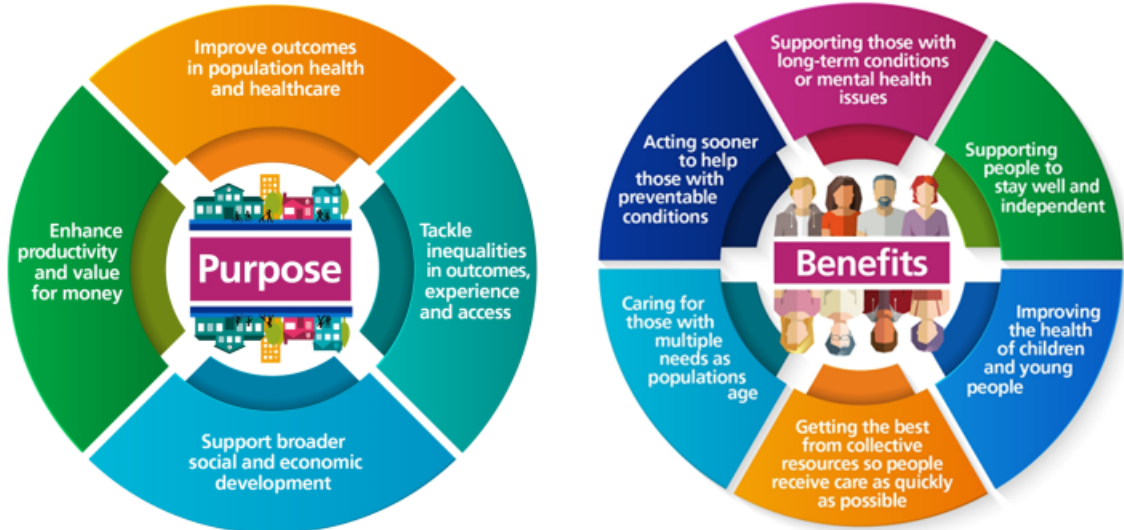 Improve outcomes
in population health
and healthcare
Tackle
inequalities
in outcomes,
experience
and access
Support broader
social and economic
development
Enhance
productivity
and value
for money
Purpose
Supporting those with
long-term conditions
or mental health
issues
Supporting
people to
stay well and
independent
Improving
the health
of children
and young
people
Getting the best
from collective
resources so people
receive care as quickly
as possible
Caring for
those with
multiple
needs as
populations
age
Acting sooner
to help
those with
preventable
conditions
Benefits